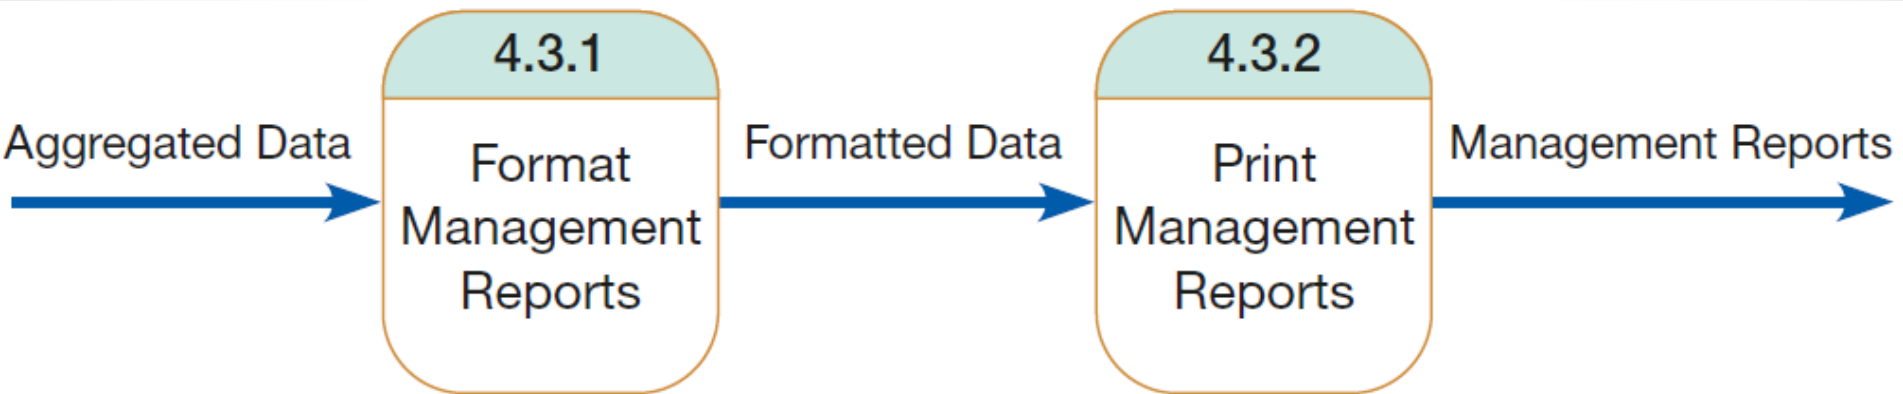 4.3.1
4.3.2
Aggregated Data
Format
Management
Reports
Formatted Data
Print
Management
Reports
Management Reports